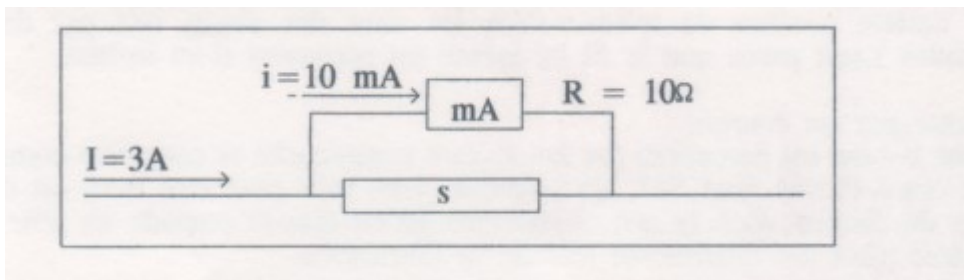 i=10 mA
mA
R = 10Ω
I=3A
s